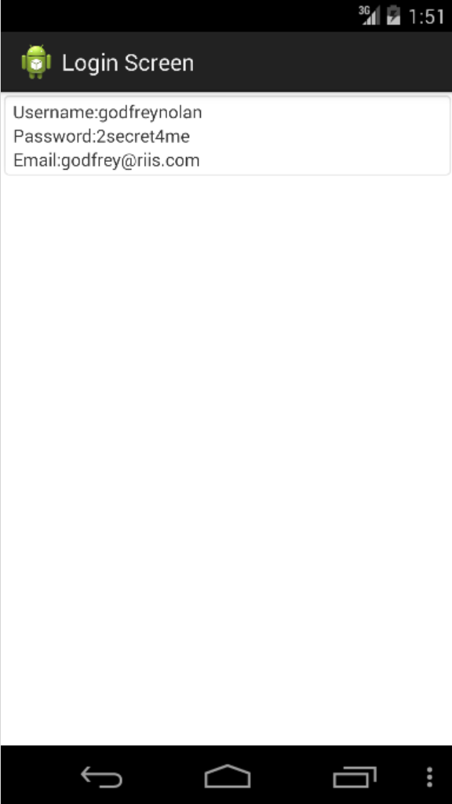 3G 1:51
Login Screen
Username:godfreynolan
Password:2secret4me
Email:godfrey@riis.com